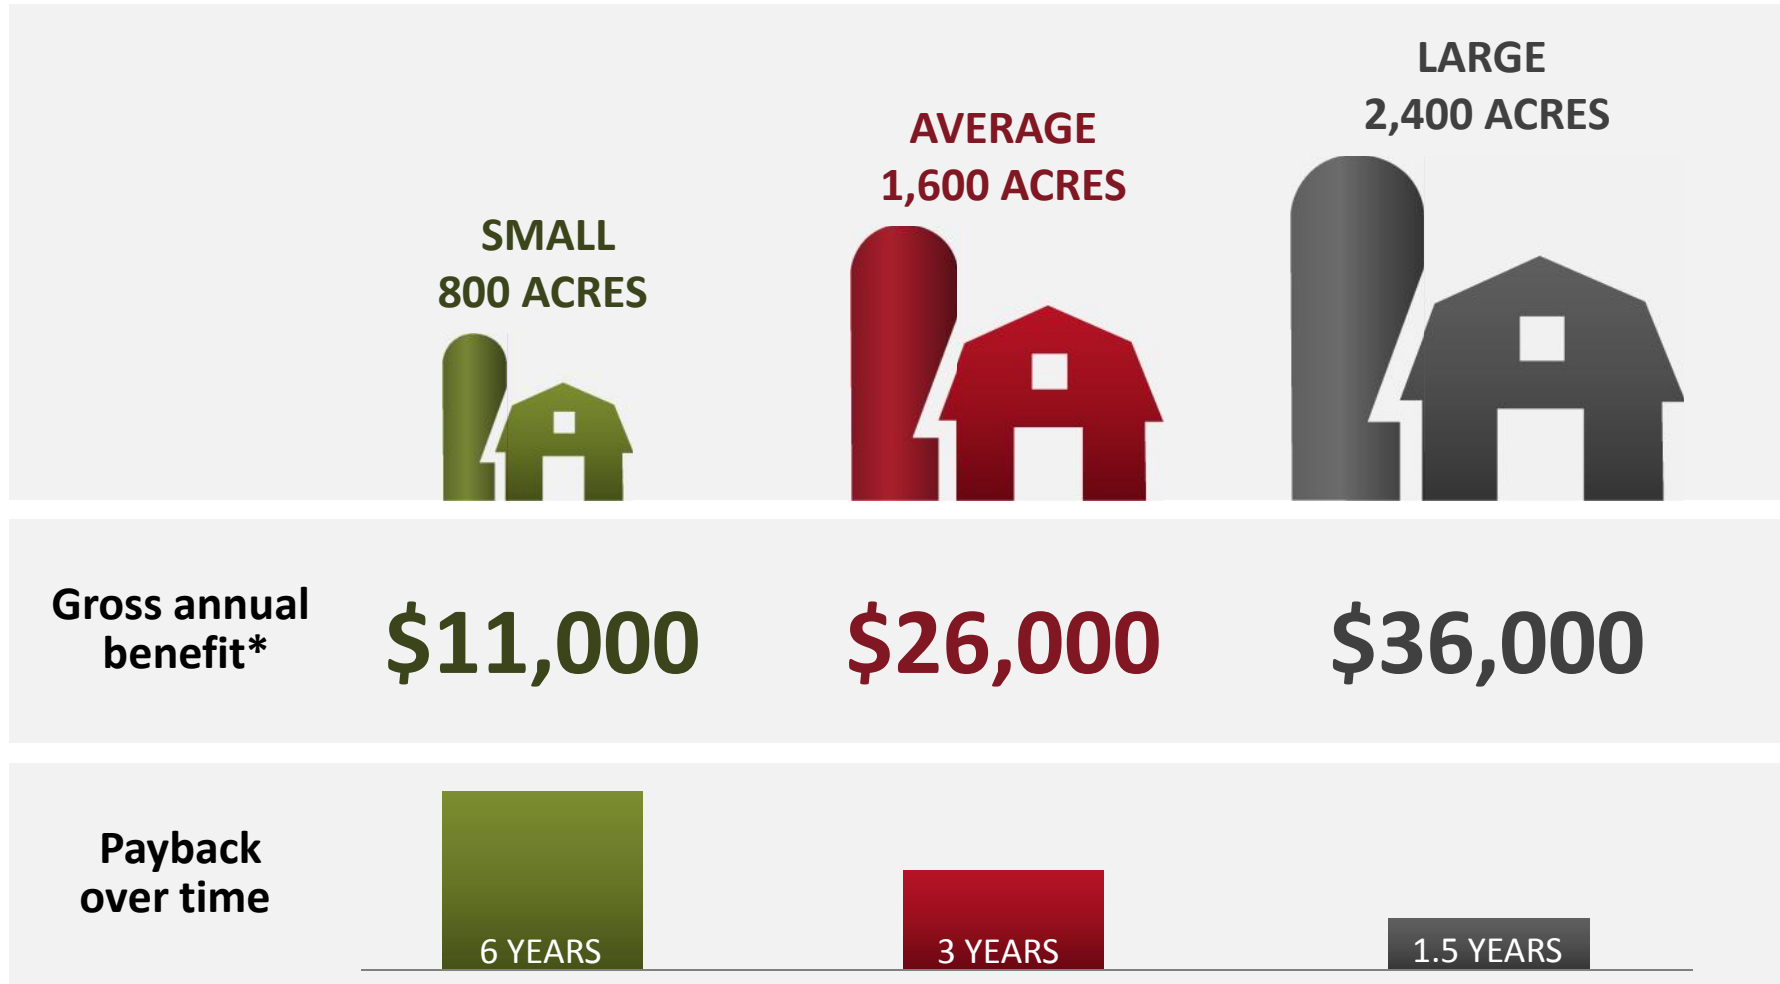 SMALL
800 ACRES
AVERAGE
1,600 ACRES
LARGE
2,400 ACRES
Gross annual
benefit*
$11,000
$26,000
$36,000
Payback
over time
6 YEARS
3 YEARS
1.5 YEARS